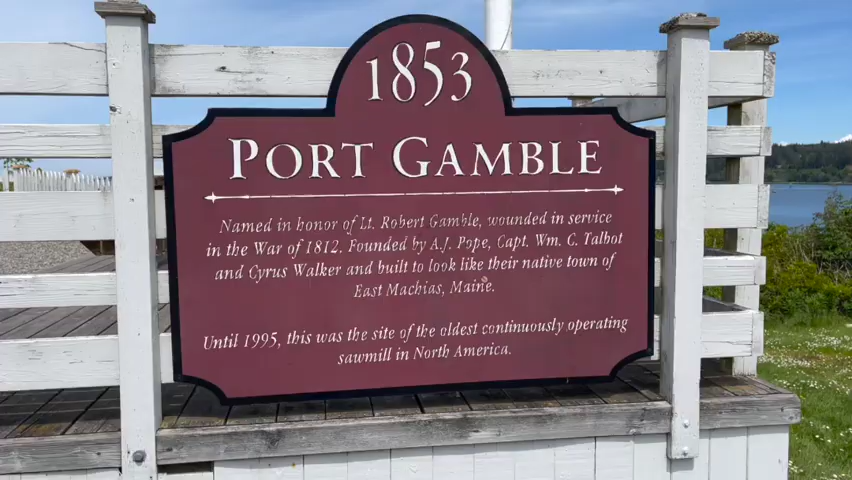 1853
PORT GAMBLE
Named in honor of Lt. Robert Gamble, wounded in service
in the War of 1812. Founded by A.J. Pope, Capt. Wm. C. Talbot
and Cyrus Walker and built to look like their native town of
East Machias, Maine.
Until 1995, this was the site of the oldest continuously operating
sawmill in North America.